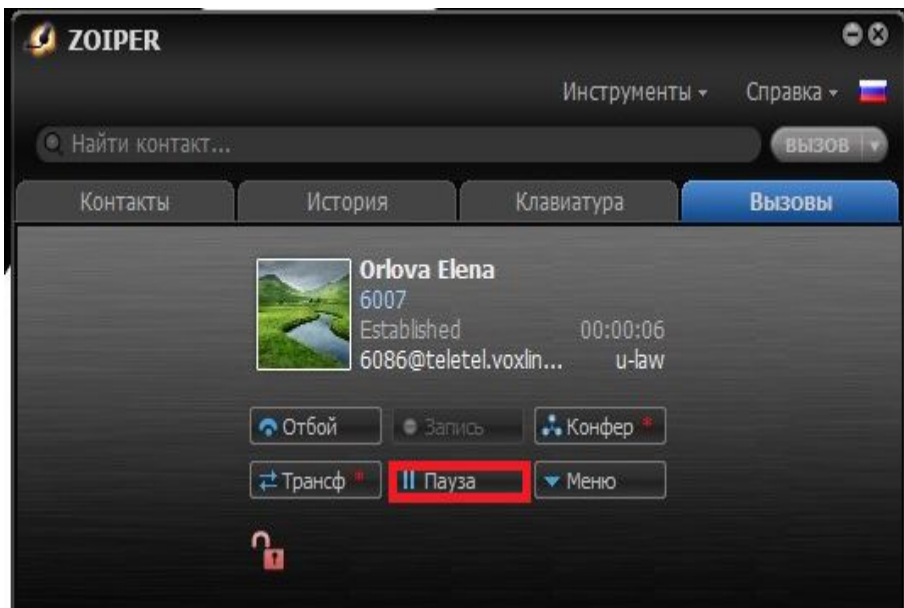 ZOIPER
Инструменты Справка
Найти контакт... вызов
Контакты История Клавиатура Вызовы
Orlova Elena
6007
Established 00:00:06
6086@teletel.voxlin... u-law
Отбой Запись Конфер *
Трансф * Пауза Меню